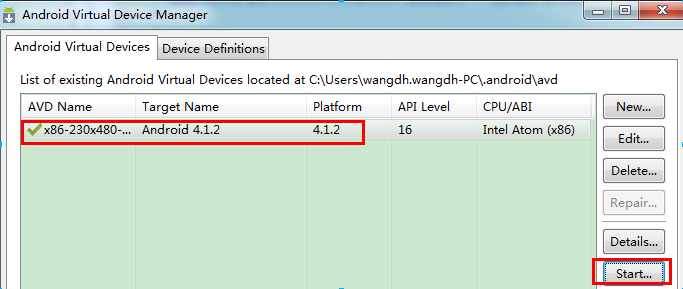 Android Virtual Device Manager
Android Virtual Devices
Device Definitions
List of existing Android Virtual Devices located at C:\Users\wangdh.wangdh-PC\.android\avd
AVD Name Target Name Platform API Level CPU/ABI
x86-230x480-... Android 4.1.2 4.1.2 16 Intel Atom (x86)
New...
Edit...
Delete...
Repair...
Details...
Start...